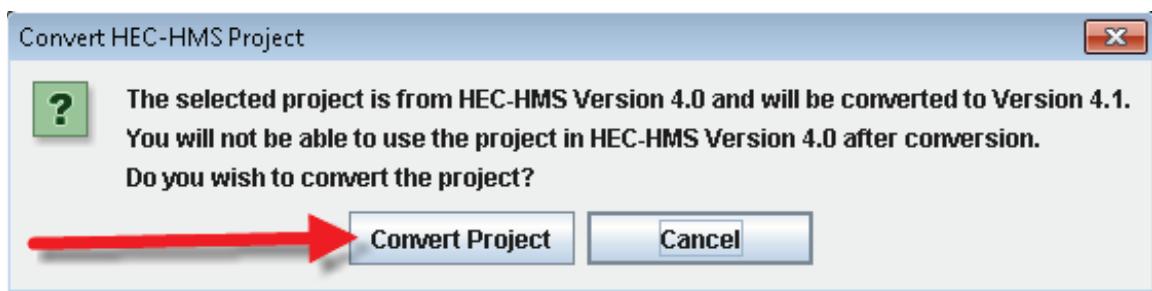 Convert HEC-HMS Project
The selected project is from HEC-HMS Version 4.0 and will be converted to Version 4.1.
You will not be able to use the project in HEC-HMS Version 4.0 after conversion.
Do you wish to convert the project?
Convert Project Cancel